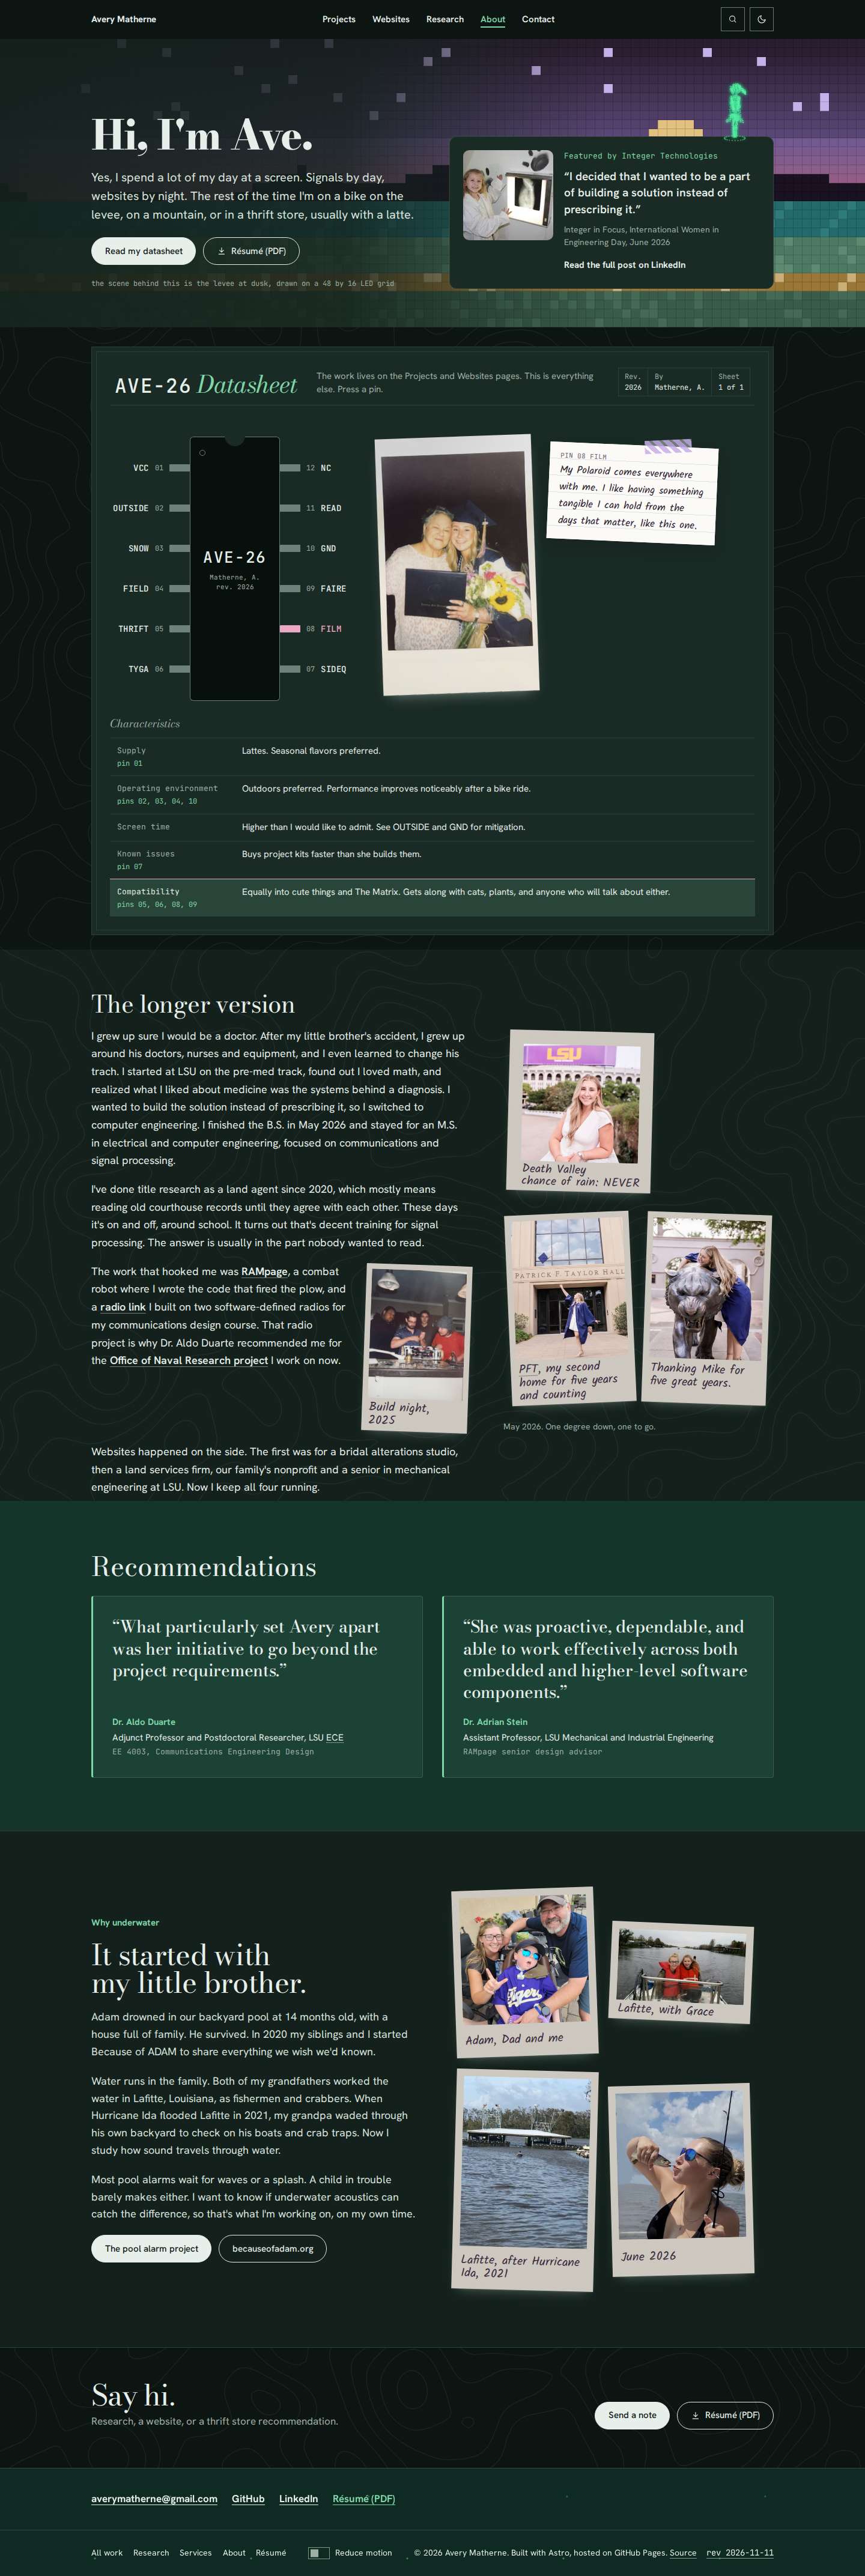 Avery Matherne
Projects Websites Research About Contact
Hi, I'm Ave.
Yes, I spend a lot of my day at a screen. Signals by day,
websites by night. The rest of the time I'm on a bike on the
levee, on a mountain, or in a thrift store, usually with a latte.
Read my datasheet Résumé (PDF)
the scene behind this is the levee at dusk, drawn on a 48 by 16 LED grid
Featured by Integer Technologies
“I decided that I wanted to be a part
of building a solution instead of
prescribing it.”
Integer in Focus, International Women in
Engineering Day, June 2026
Read the full post on LinkedIn
AVE-26 Datasheet
The work lives on the Projects and Websites pages. This is everything
else. Press a pin.
Rev. By Sheet
2026 Matherne, A. 1 of 1
VCC 01
OUTSIDE 02
SNOW 03
FIELD 04
THRIFT 05
TYGA 06
AVE-26
Matherne, A.
rev. 2026
12 NC
11 READ
10 GND
09 FAIRE
08 FILM
07 SIDEQ
PIN 08 FILM
My Polaroid comes everywhere
with me. I like having something
tangible I can hold from the
days that matter, like this one.
Characteristics
Supply Lattes. Seasonal flavors preferred.
pin 01
Operating environment Outdoors preferred. Performance improves noticeably after a bike ride.
pins 02, 03, 04, 10
Screen time Higher than I would like to admit. See OUTSIDE and GND for mitigation.
Known issues Buys project kits faster than she builds them.
pin 07
Compatibility Equally into cute things and The Matrix. Gets along with cats, plants, and anyone who will talk about either.
pins 05, 06, 08, 09
The longer version
I grew up sure I would be a doctor. After my little brother's accident, I grew up
around his doctors, nurses and equipment, and I even learned to change his
trach. I started at LSU on the pre-med track, found out I loved math, and
realized what I liked about medicine was the systems behind a diagnosis. I
wanted to build the solution instead of prescribing it, so I switched to
computer engineering. I finished the B.S. in May 2026 and stayed for an M.S.
in electrical and computer engineering, focused on communications and
signal processing.
I've done title research as a land agent since 2020, which mostly means
reading old courthouse records until they agree with each other. These days
it's on and off, around school. It turns out that's decent training for signal
processing. The answer is usually in the part nobody wanted to read.
The work that hooked me was RAMpage, a combat
robot where I wrote the code that fired the plow, and
a radio link I built on two software-defined radios for
my communications design course. That radio
project is why Dr. Aldo Duarte recommended me for
the Office of Naval Research project I work on now.
Build night,
2025
Websites happened on the side. The first was for a bridal alterations studio,
then a land services firm, our family's nonprofit and a senior in mechanical
engineering at LSU. Now I keep all four running.
LSU
Death Valley
chance of rain: NEVER
PATRICK F. TAYLOR HALL
PFT, my second
home for five years
and counting
Thanking Mike for
five great years.
May 2026. One degree down, one to go.
Recommendations
“What particularly set Avery apart
was her initiative to go beyond the
project requirements.”
Dr. Aldo Duarte
Adjunct Professor and Postdoctoral Researcher, LSU ECE
EE 4003, Communications Engineering Design
“She was proactive, dependable, and
able to work effectively across both
embedded and higher-level software
components.”
Dr. Adrian Stein
Assistant Professor, LSU Mechanical and Industrial Engineering
RAMpage senior design advisor
Why underwater
It started with
my little brother.
Adam drowned in our backyard pool at 14 months old, with a
house full of family. He survived. In 2020 my siblings and I started
Because of ADAM to share everything we wish we'd known.
Water runs in the family. Both of my grandfathers worked the
water in Lafitte, Louisiana, as fishermen and crabbers. When
Hurricane Ida flooded Lafitte in 2021, my grandpa waded through
his own backyard to check on his boats and crab traps. Now I
study how sound travels through water.
Most pool alarms wait for waves or a splash. A child in trouble
barely makes either. I want to know if underwater acoustics can
catch the difference, so that's what I'm working on, on my own time.
The pool alarm project becauseofadam.org
Tigers
Adam, Dad and me
Lafitte, with Grace
Lafitte, after Hurricane
Ida, 2021
June 2026
Say hi.
Research, a website, or a thrift store recommendation.
Send a note Résumé (PDF)
averymatherne@gmail.com GitHub LinkedIn Résumé (PDF)
All work Research Services About Résumé Reduce motion © 2026 Avery Matherne. Built with Astro, hosted on GitHub Pages. Source rev 2026-11-11